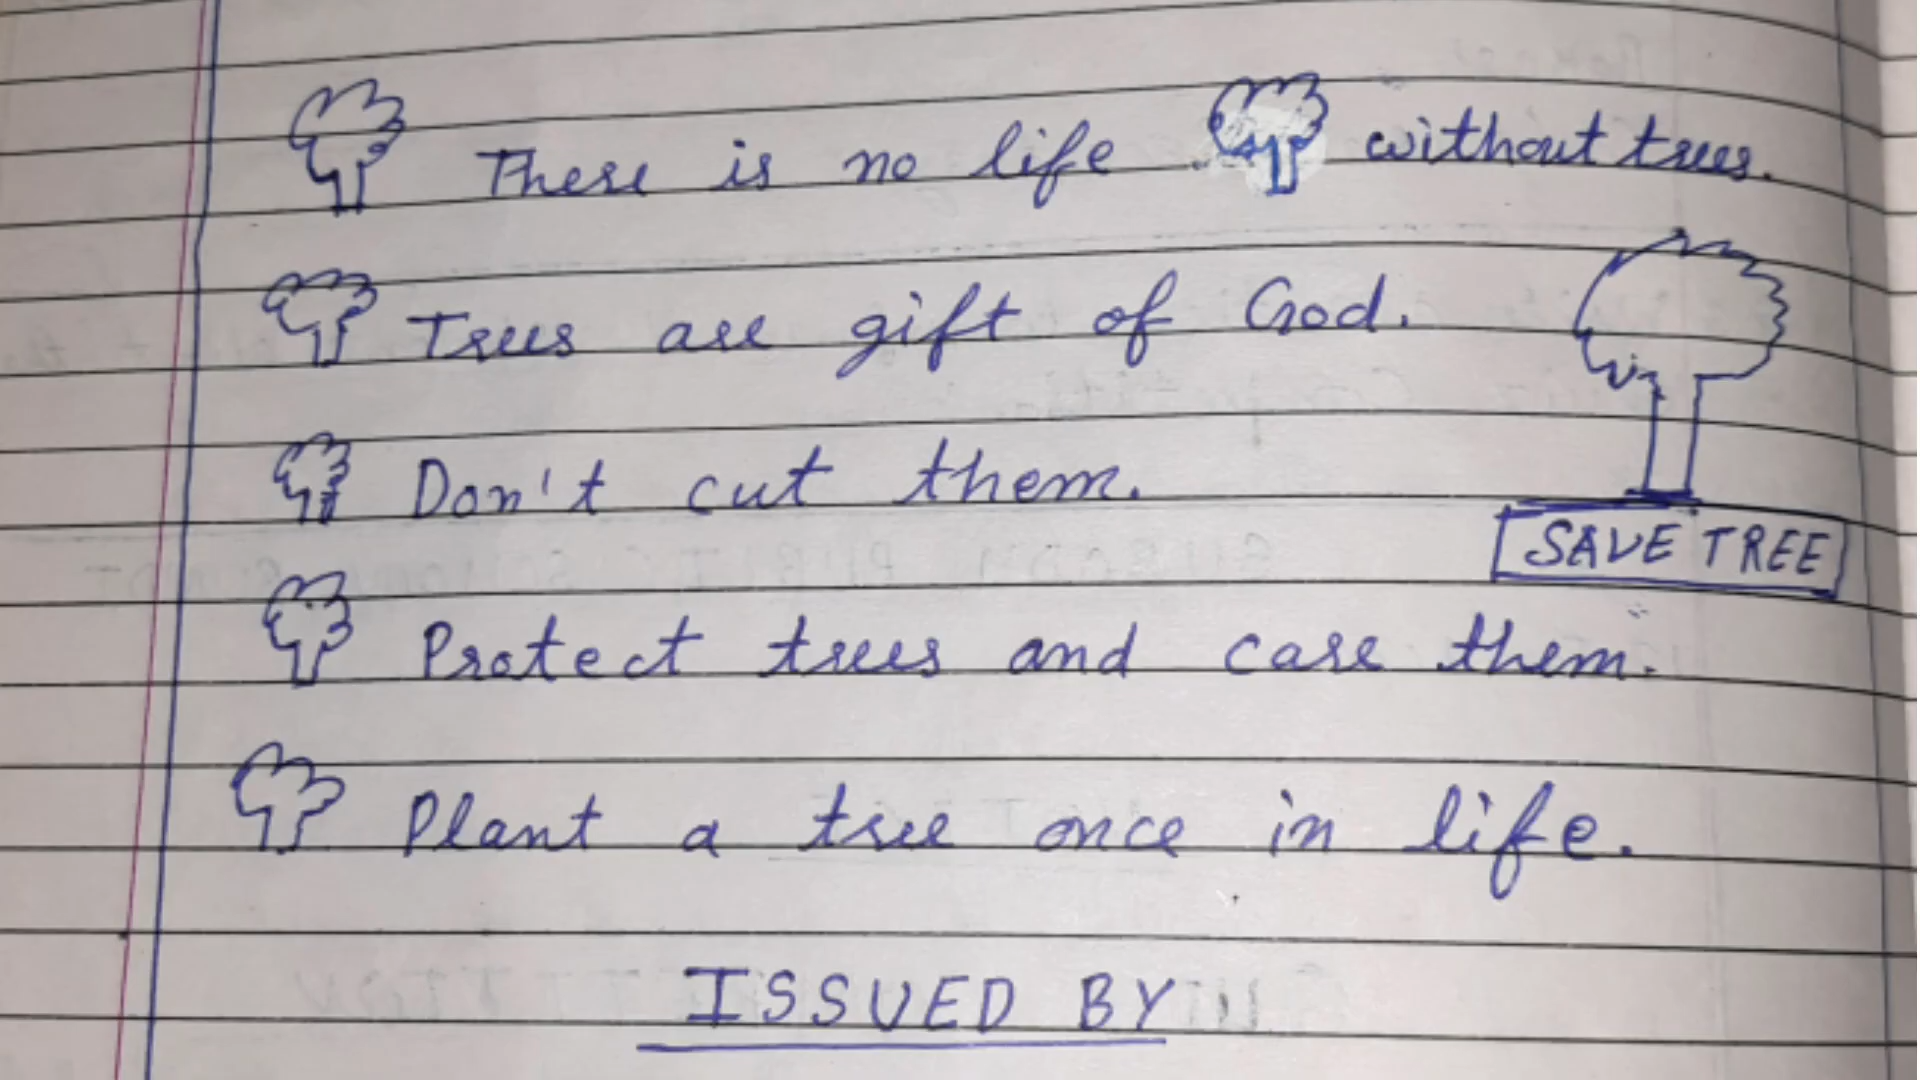 There is no life without trees.
Trees are gift of God.
Don't cut them.
SAVE TREE
Protect trees and care them.
Plant a tree once in life.
ISSUED BY